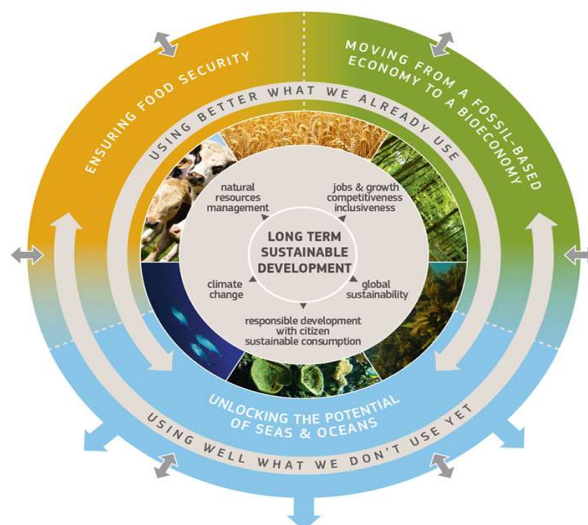 ENSURING FOOD SECURITY
MOVING FROM A FOSSIL-BASED
ECONOMY TO A BIOECONOMY
USING BETTER WHAT WE ALREADY USE
natural
resources
management
jobs & growth
competitiveness
inclusiveness
LONG TERM
SUSTAINABLE
DEVELOPMENT
climate
change
global
sustainability
responsible development
with citizen
sustainable consumption
UNLOCKING THE POTENTIAL
OF SEAS & OCEANS
USING WELL WHAT WE DON'T USE YET